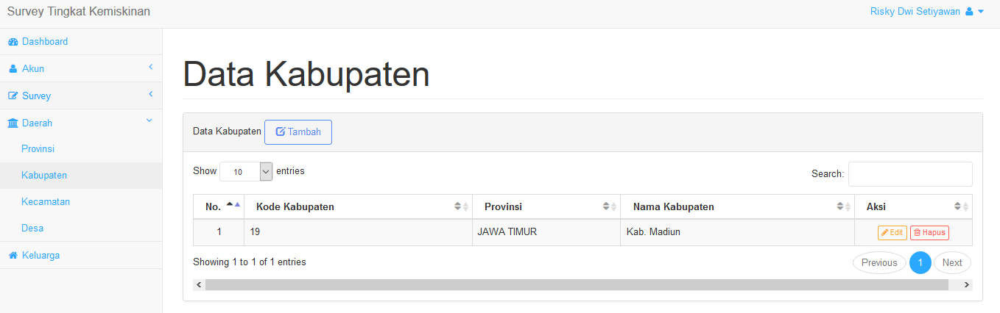 Survey Tingkat Kemiskinan
Risky Dwi Setiyawan
Dashboard
Akun
Survey
Daerah
Provinsi
Kabupaten
Kecamatan
Desa
Keluarga
Data Kabupaten
Data Kabupaten Tambah
Show 10 entries
Search:
No. Kode Kabupaten Provinsi Nama Kabupaten Aksi
1 19 JAWA TIMUR Kab. Madiun Edit Hapus
Showing 1 to 1 of 1 entries
Previous 1 Next